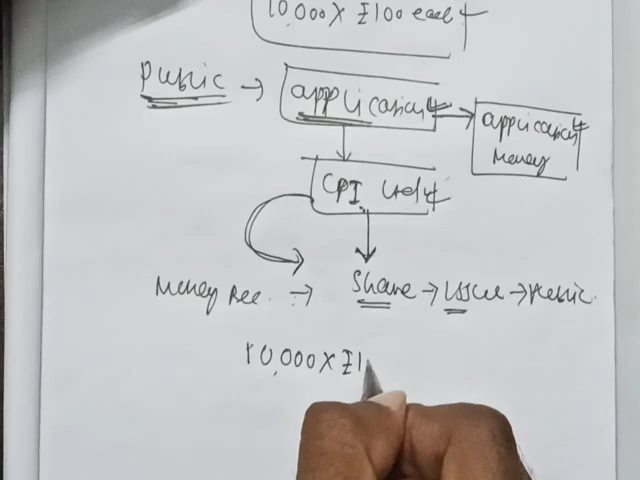 10,000 X ₹100 each
Public → application → application
Money
CPI Ltd
Money Rec. → Share → Issue → Public.
10,000 X ₹1